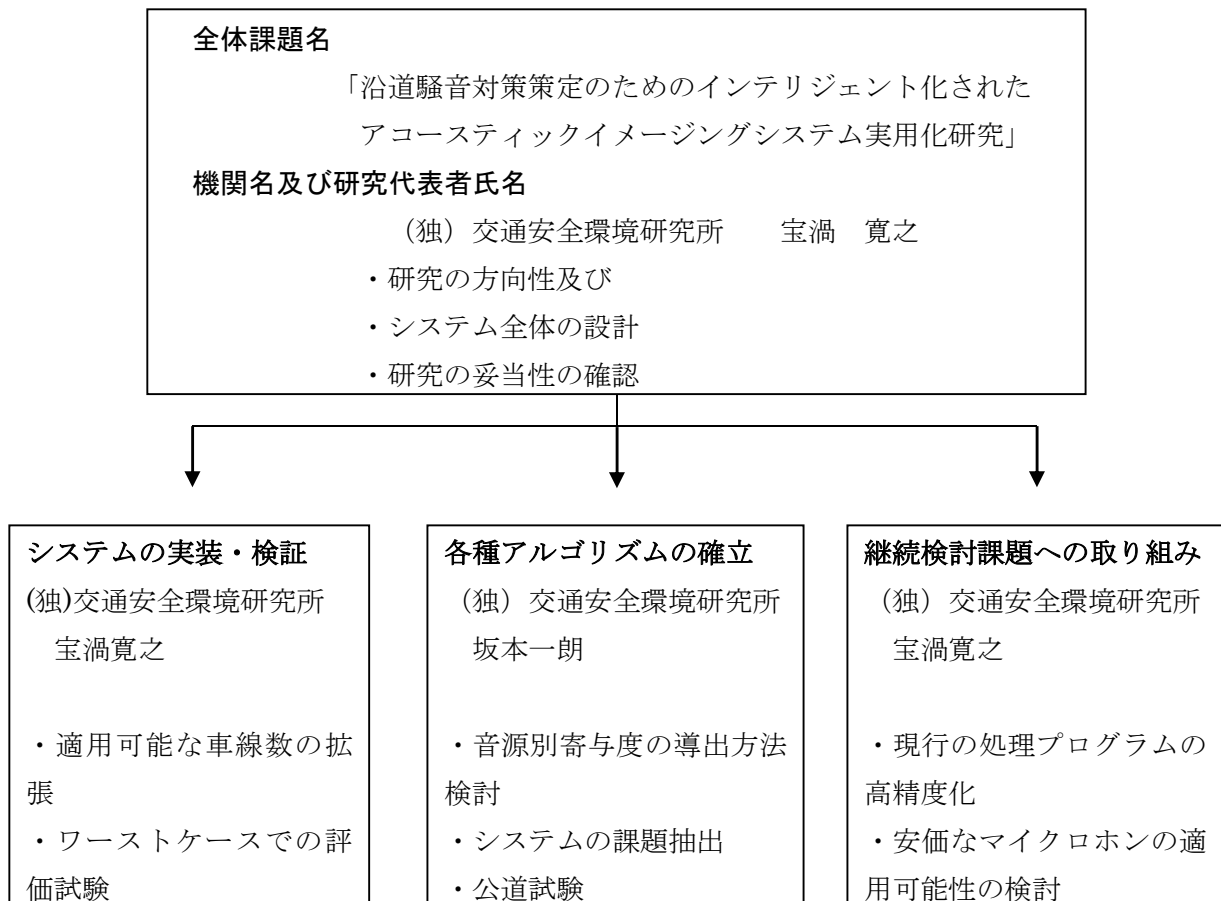 全体課題名
「沿道騒音対策策定のためのインテリジェント化された
アコースティックイメージングシステム実用化研究」
機関名及び研究代表者氏名
（独）交通安全環境研究所　　宝渦　寛之
・研究の方向性及び
・システム全体の設計
・研究の妥当性の確認
システムの実装・検証
(独)交通安全環境研究所
宝渦寛之
・適用可能な車線数の拡
張
・ワーストケースでの評
価試験
各種アルゴリズムの確立
（独）交通安全環境研究所
坂本一朗
・音源別寄与度の導出方法
検討
・システムの課題抽出
・公道試験
継続検討課題への取り組み
（独）交通安全環境研究所
宝渦寛之
・現行の処理プログラムの
高精度化
・安価なマイクロホンの適
用可能性の検討